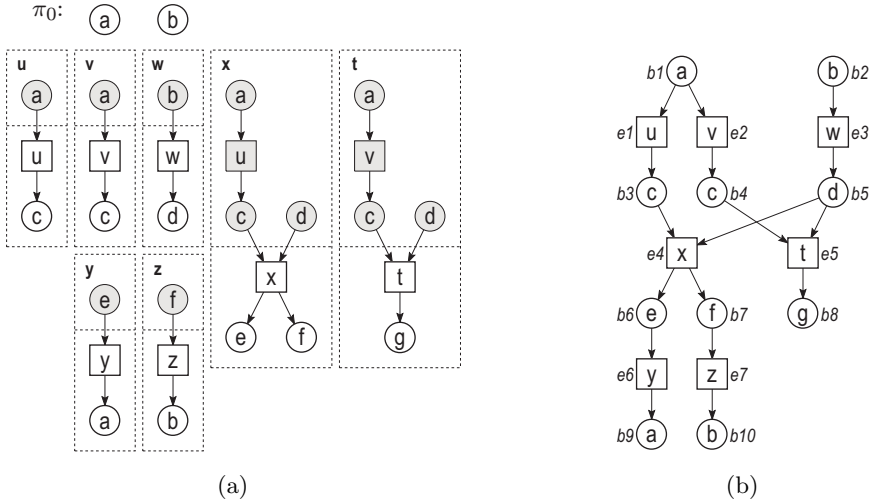 π0: a b
u v w x t
a a b a a
u v w u v
c c d c d c d
y z
e f x t
y z e f g
a b
(a)
b1 a b b2
e1 u v e2 w e3
b3 c c b4 d b5
e4 x t e5
b6 e f b7 g b8
e6 y z e7
b9 a b b10
(b)